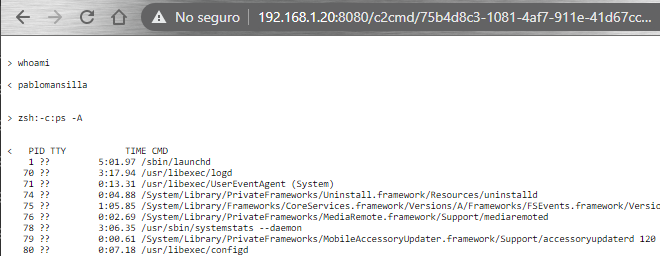 No seguro 192.168.1.20:8080/c2cmd/75b4d8c3-1081-4af7-911e-41d67cc...
> whoami
< pablomansilla
> zsh:-c:ps -A
< PID TTY TIME CMD
1 ?? 5:01.97 /sbin/launchd
70 ?? 3:17.94 /usr/libexec/logd
71 ?? 0:13.31 /usr/libexec/UserEventAgent (System)
74 ?? 0:04.88 /System/Library/PrivateFrameworks/Uninstall.framework/Resources/uninstalld
75 ?? 1:05.85 /System/Library/Frameworks/CoreServices.framework/Versions/A/Frameworks/FSEvents.framework/Versio
76 ?? 0:02.69 /System/Library/PrivateFrameworks/MediaRemote.framework/Support/mediaremoted
78 ?? 3:06.35 /usr/sbin/systemstats --daemon
79 ?? 0:00.61 /System/Library/PrivateFrameworks/MobileAccessoryUpdater.framework/Support/accessoryupdaterd 120
80 ?? 0:07.18 /usr/libexec/configd